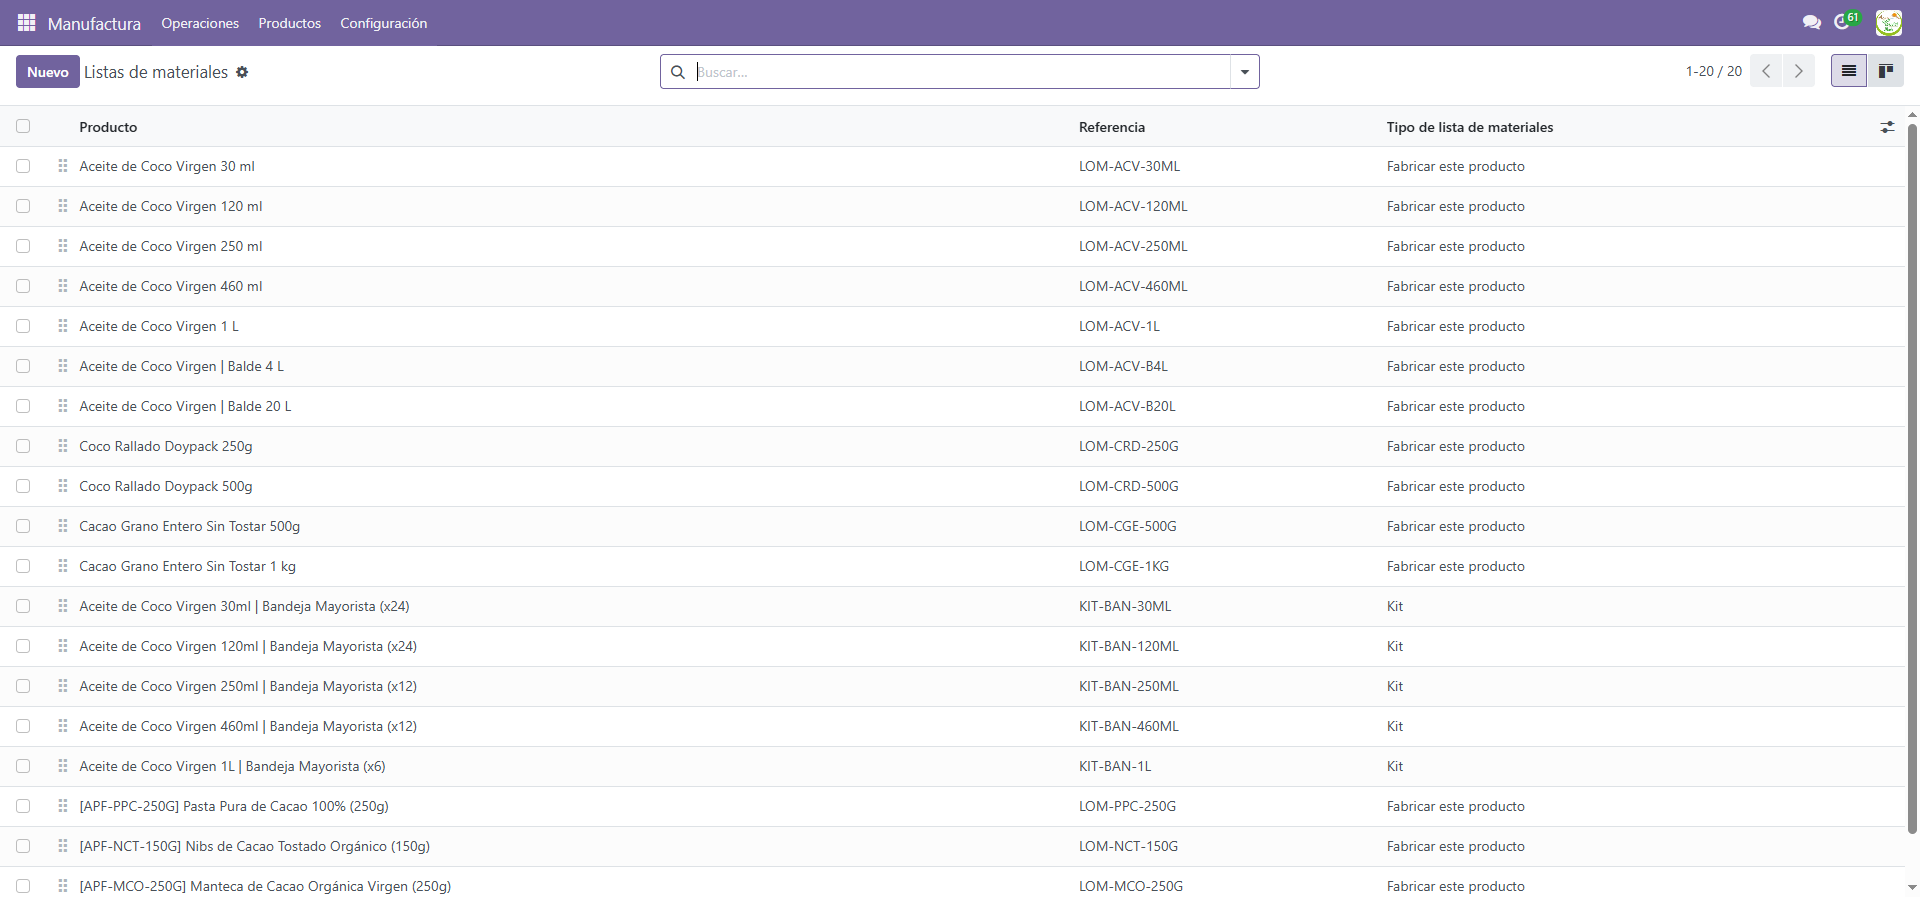 Manufactura Operaciones Productos Configuración 61
Nuevo Listas de materiales Buscar... 1-20 / 20
Producto Referencia Tipo de lista de materiales
Aceite de Coco Virgen 30 ml LOM-ACV-30ML Fabricar este producto
Aceite de Coco Virgen 120 ml LOM-ACV-120ML Fabricar este producto
Aceite de Coco Virgen 250 ml LOM-ACV-250ML Fabricar este producto
Aceite de Coco Virgen 460 ml LOM-ACV-460ML Fabricar este producto
Aceite de Coco Virgen 1 L LOM-ACV-1L Fabricar este producto
Aceite de Coco Virgen | Balde 4 L LOM-ACV-B4L Fabricar este producto
Aceite de Coco Virgen | Balde 20 L LOM-ACV-B20L Fabricar este producto
Coco Rallado Doypack 250g LOM-CRD-250G Fabricar este producto
Coco Rallado Doypack 500g LOM-CRD-500G Fabricar este producto
Cacao Grano Entero Sin Tostar 500g LOM-CGE-500G Fabricar este producto
Cacao Grano Entero Sin Tostar 1 kg LOM-CGE-1KG Fabricar este producto
Aceite de Coco Virgen 30ml | Bandeja Mayorista (x24) KIT-BAN-30ML Kit
Aceite de Coco Virgen 120ml | Bandeja Mayorista (x24) KIT-BAN-120ML Kit
Aceite de Coco Virgen 250ml | Bandeja Mayorista (x12) KIT-BAN-250ML Kit
Aceite de Coco Virgen 460ml | Bandeja Mayorista (x12) KIT-BAN-460ML Kit
Aceite de Coco Virgen 1L | Bandeja Mayorista (x6) KIT-BAN-1L Kit
[APF-PPC-250G] Pasta Pura de Cacao 100% (250g) LOM-PPC-250G Fabricar este producto
[APF-NCT-150G] Nibs de Cacao Tostado Orgánico (150g) LOM-NCT-150G Fabricar este producto
[APF-MCO-250G] Manteca de Cacao Orgánica Virgen (250g) LOM-MCO-250G Fabricar este producto